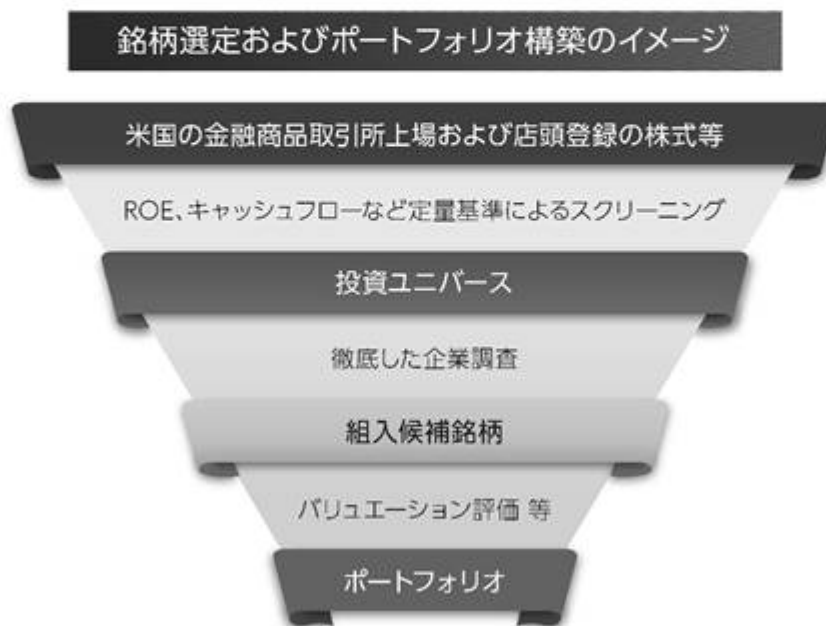 銘柄選定およびポートフォリオ構築のイメージ
米国の金融商品取引所上場および店頭登録の株式等
ROE、キャッシュフローなど定量基準によるスクリーニング
投資ユニバース
徹底した企業調査
組入候補銘柄
バリュエーション評価 等
ポートフォリオ